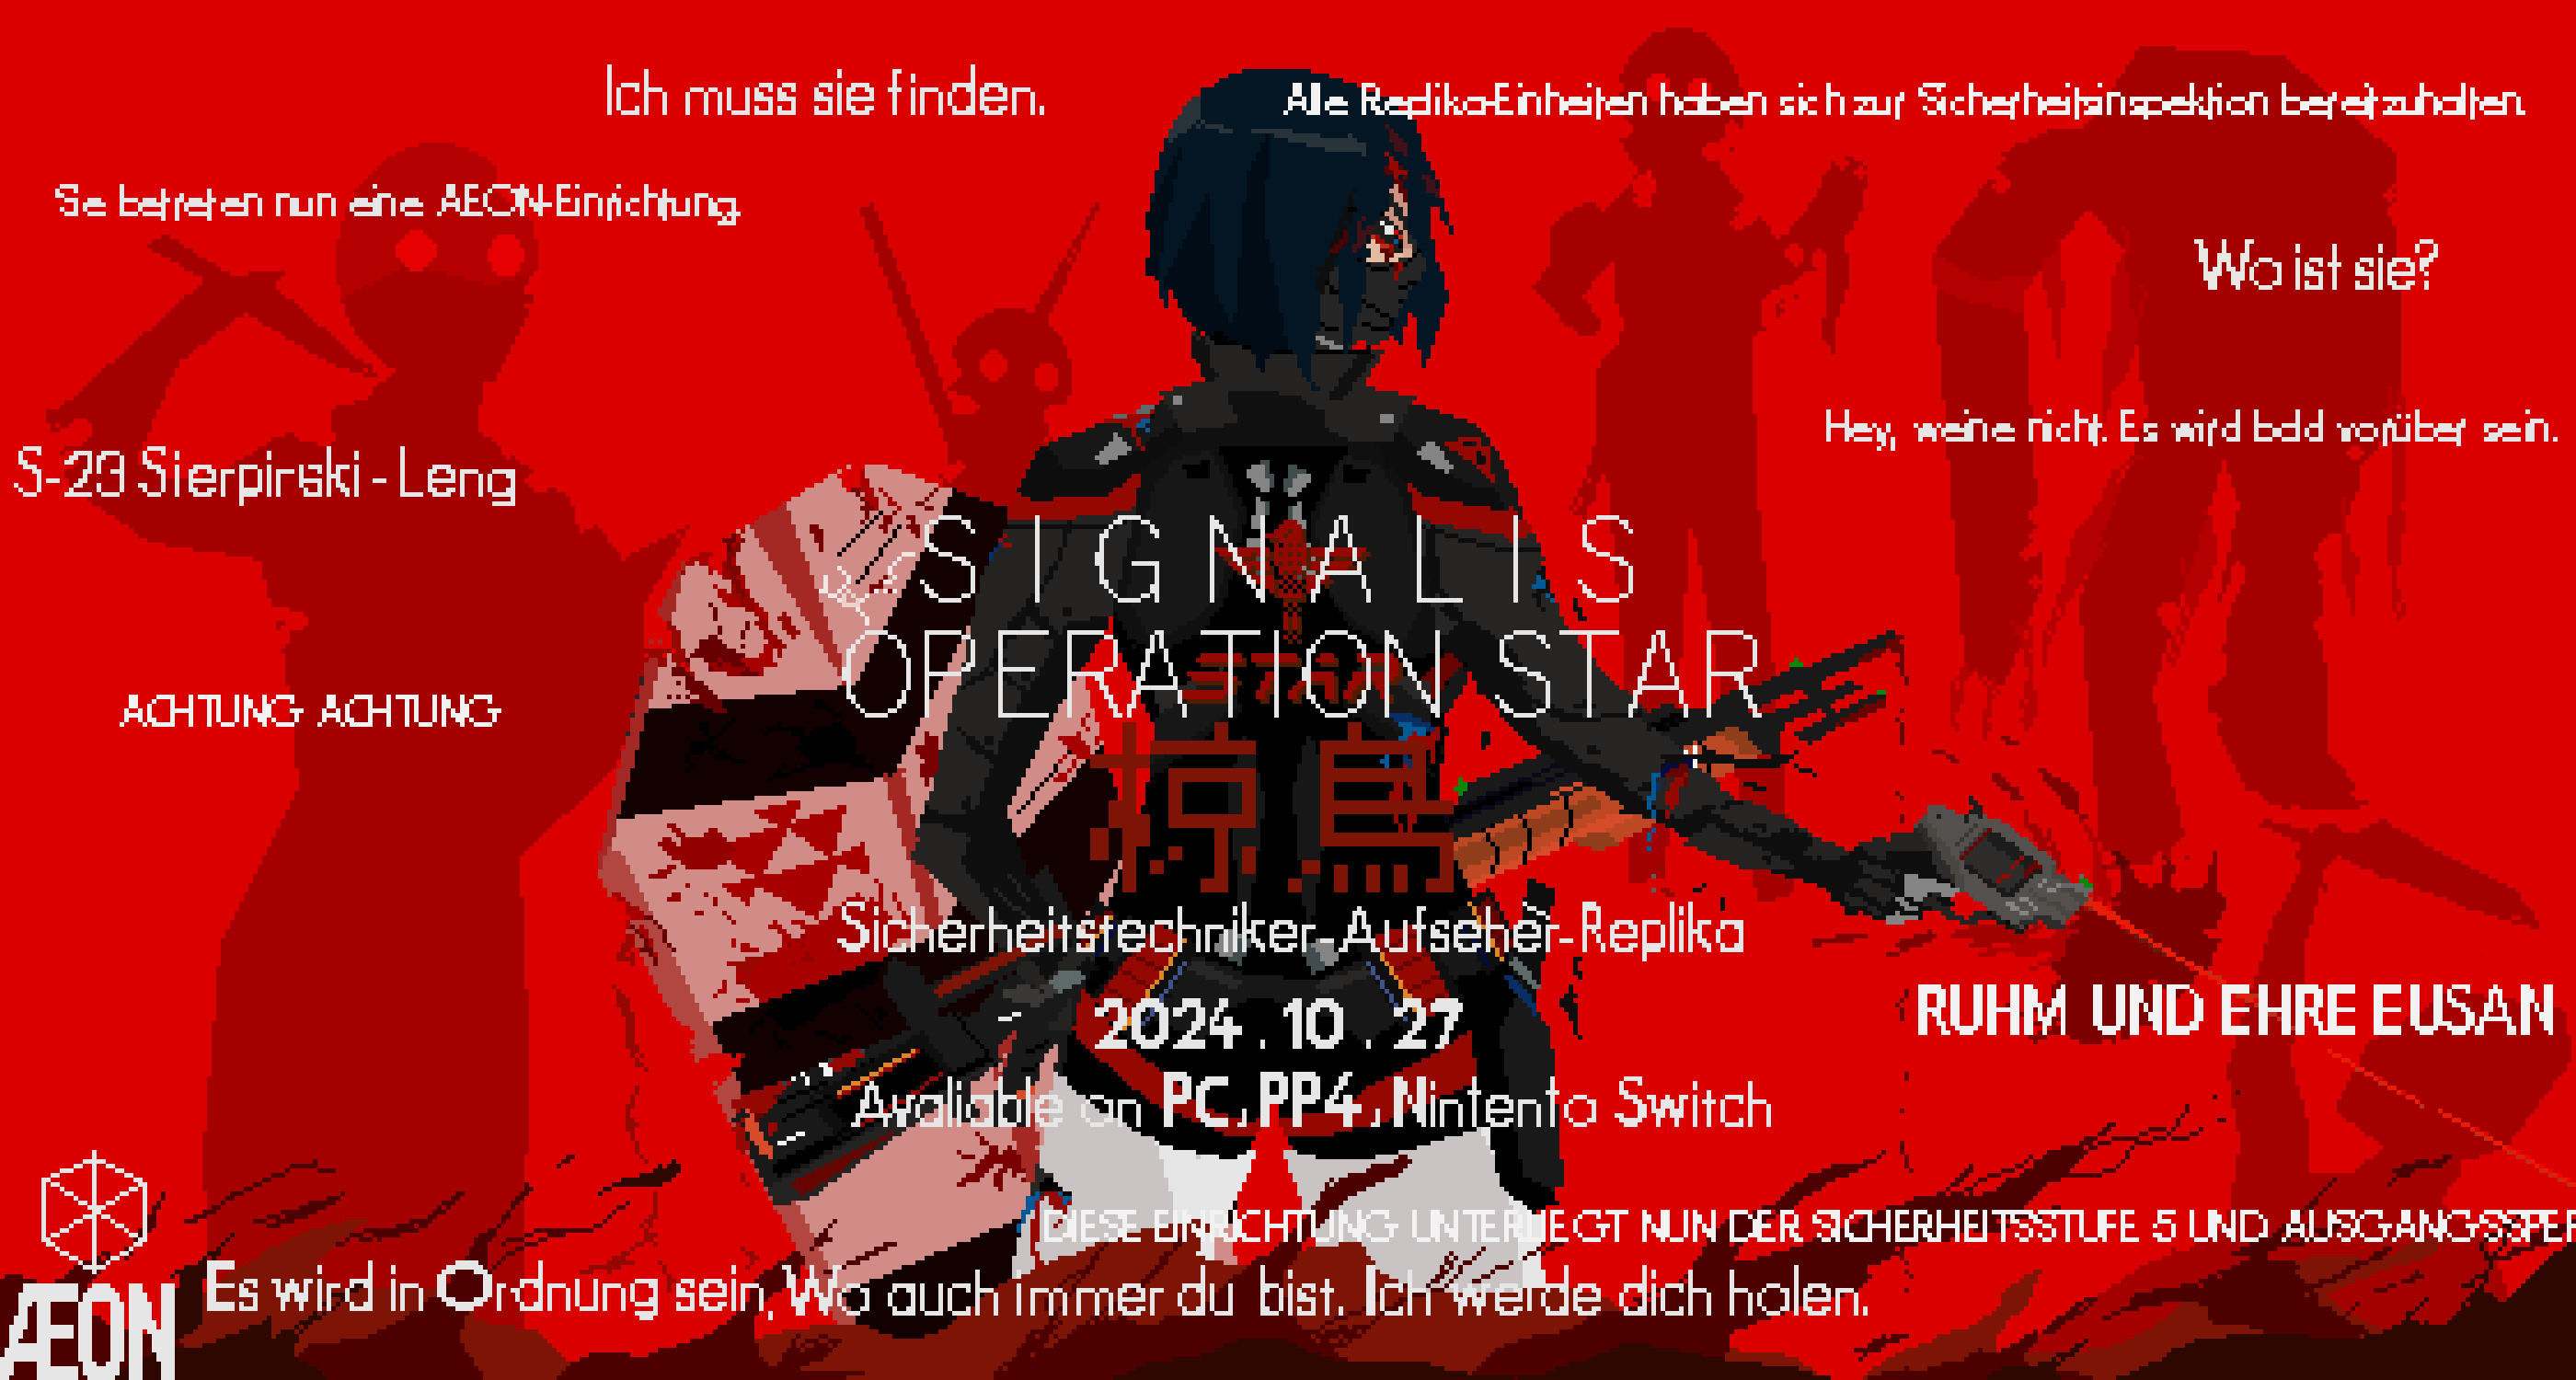 Ich muss sie finden.
Alle Replika-Einheiten haben sich zur Sicherheitsinspektion bereitzuhalten.
Sie betreten nun eine AEON-Einrichtung.
Wo ist sie?
Hey, weine nicht. Es wird bald vorüber sein.
S-23 Sierpinski - Leng
SIGNALIS
OPERATION STAR
STAR
ACHTUNG ACHTUNG
椋鳥
Sicherheitstechniker-Aufseher-Replika
RUHM UND EHRE EUSAN
2024 . 10 . 27
Avaliable on PC, PP4, Nintento Switch
DIESE EINRICHTUNG UNTERLIEGT NUN DER SICHERHEITSSTUFE 5 UND AUSGANGSSPER
Es wird in Ordnung sein, Wo auch immer du bist. Ich werde dich holen.
ÆON